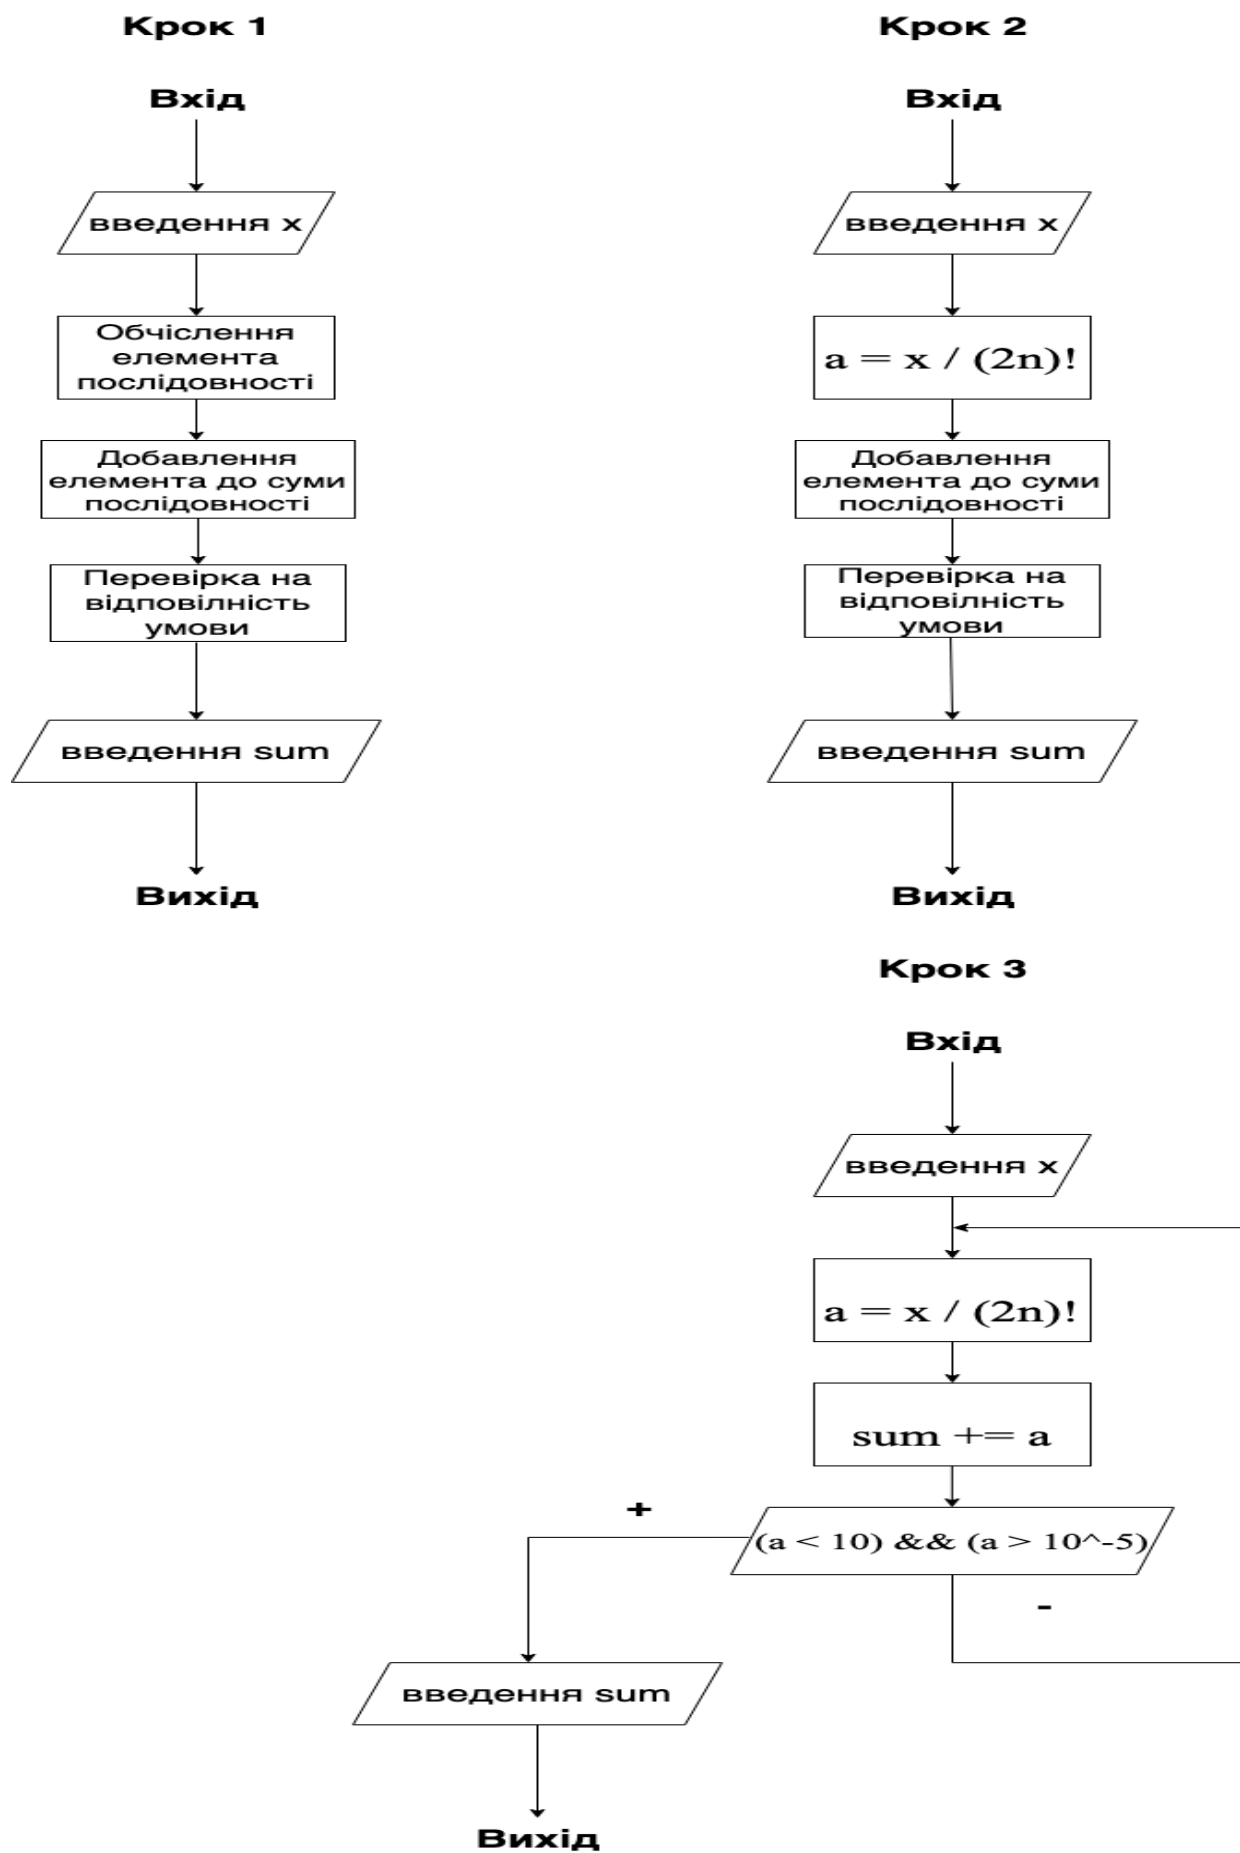 Крок 1
Вхід
введення x
Обчіслення
елемента
послідовності
Добавлення
елемента до суми
послідовності
Перевірка на
відповілність
умови
введення sum
Вихід
Крок 2
Вхід
введення x
a = x / (2n)!
Добавлення
елемента до суми
послідовності
Перевірка на
відповілність
умови
введення sum
Вихід
Крок 3
Вхід
введення x
a = x / (2n)!
sum += a
(a < 10) && (a > 10^-5)
+
-
введення sum
Вихід